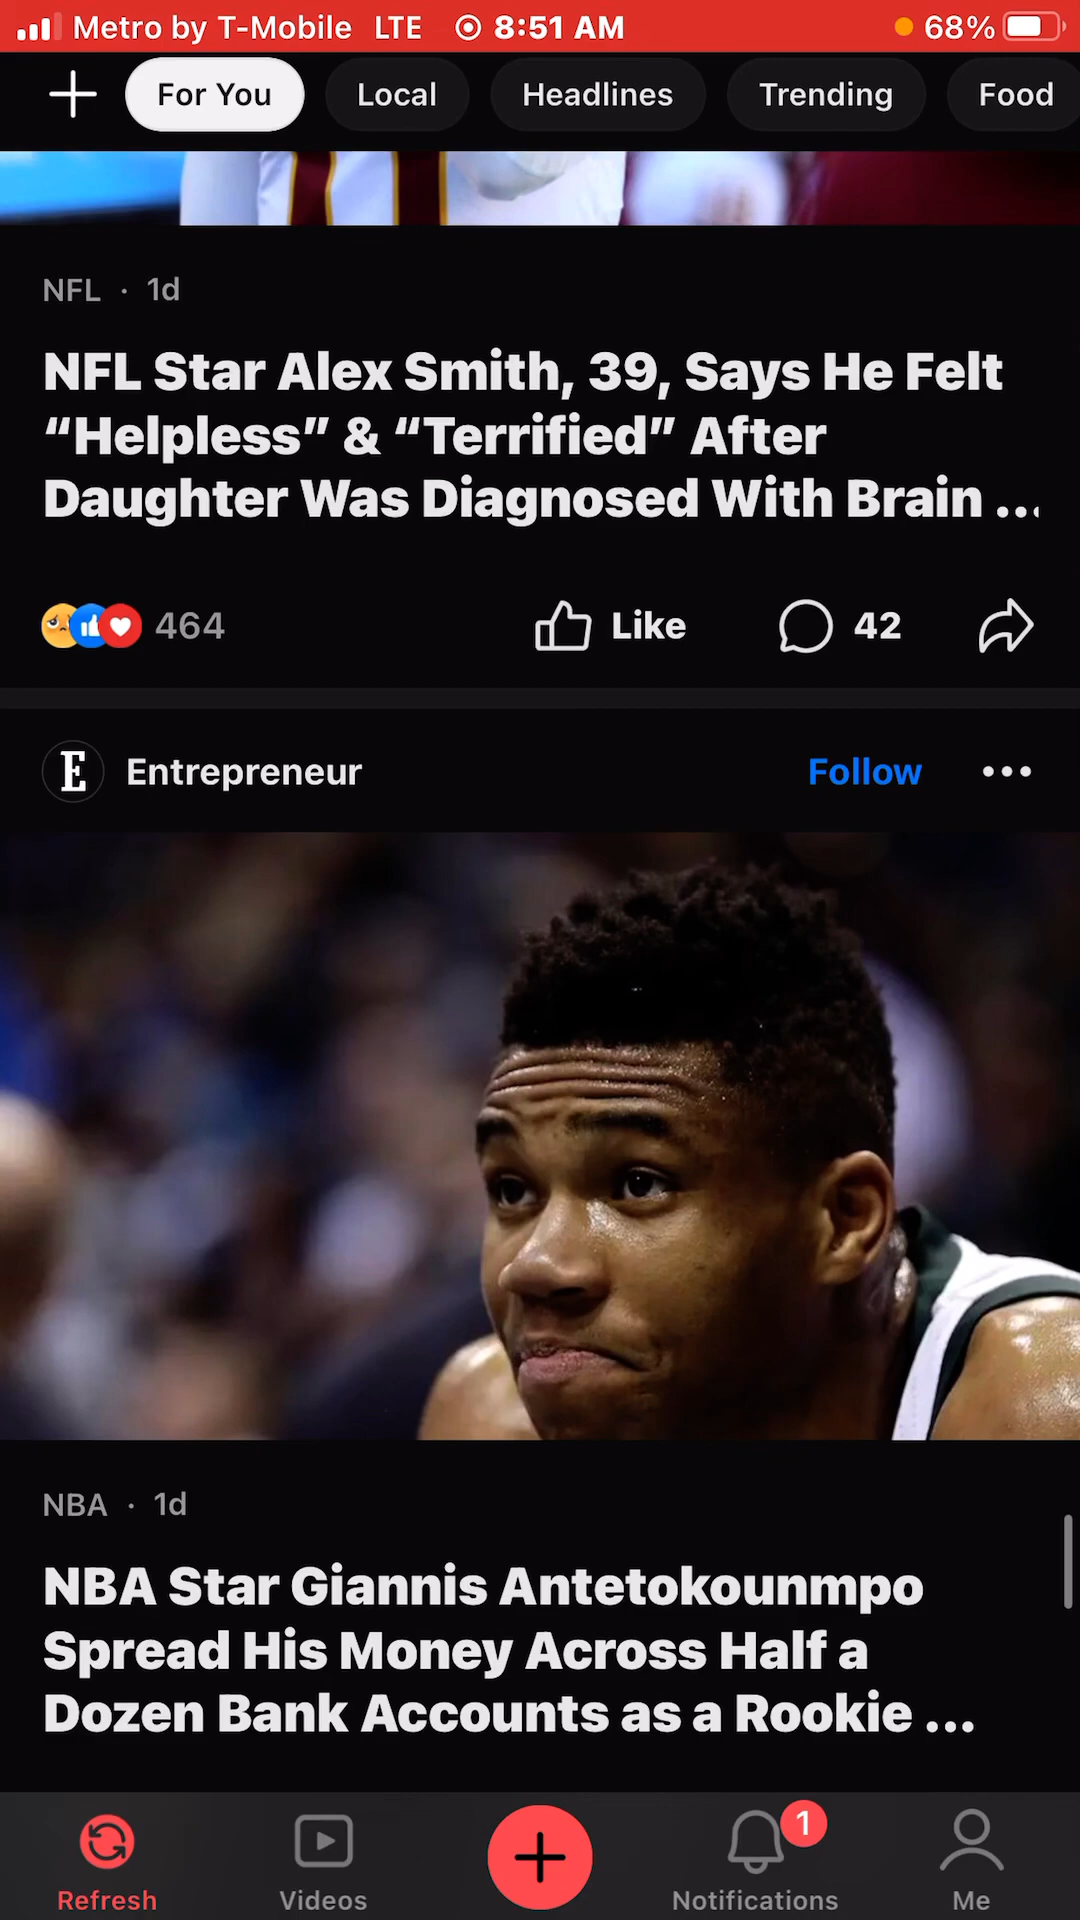 Metro by T-Mobile LTE 8:51 AM 68%
For You Local Headlines Trending Food
NFL · 1d
NFL Star Alex Smith, 39, Says He Felt
“Helpless” & “Terrified” After
Daughter Was Diagnosed With Brain ...
464 Like 42
E Entrepreneur Follow
NBA · 1d
NBA Star Giannis Antetokounmpo
Spread His Money Across Half a
Dozen Bank Accounts as a Rookie ...
1
Refresh Videos Notifications Me